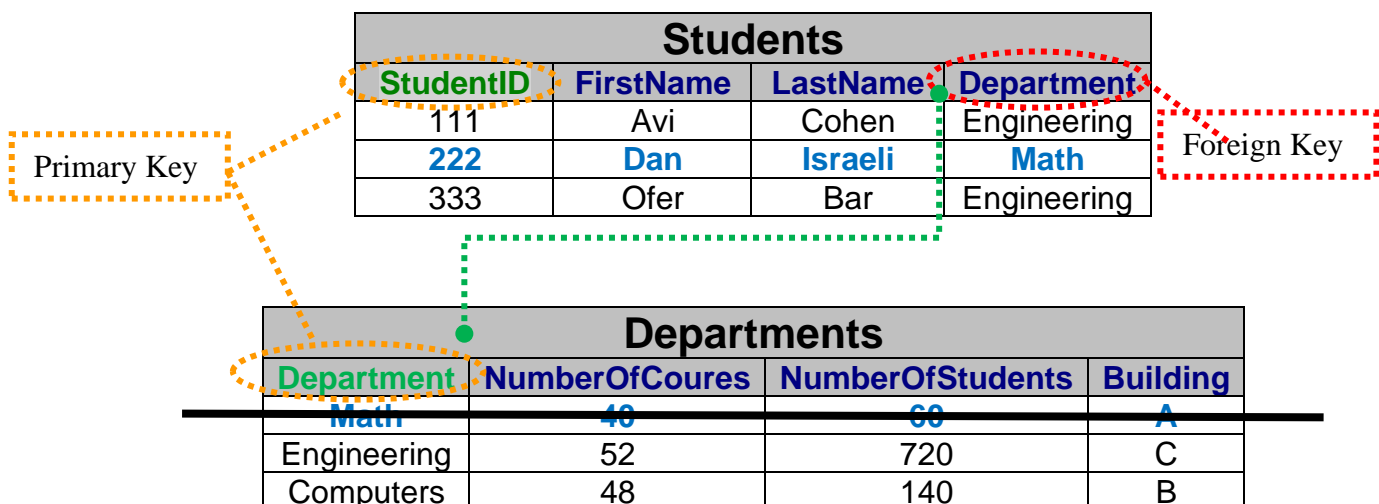 Students
StudentID FirstName LastName Department
111 Avi Cohen Engineering
222 Dan Israeli Math
333 Ofer Bar Engineering
Primary Key
Foreign Key
Departments
Department NumberOfCoures NumberOfStudents Building
Math 40 60 A
Engineering 52 720 C
Computers 48 140 B